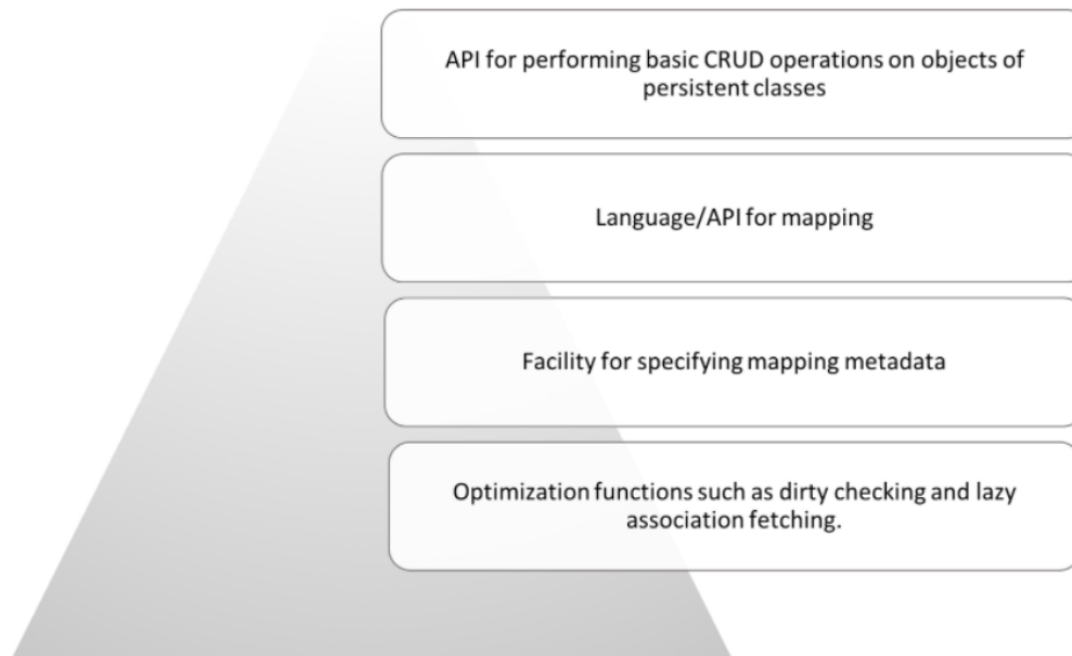 API for performing basic CRUD operations on objects of
persistent classes
Language/API for mapping
Facility for specifying mapping metadata
Optimization functions such as dirty checking and lazy
association fetching.